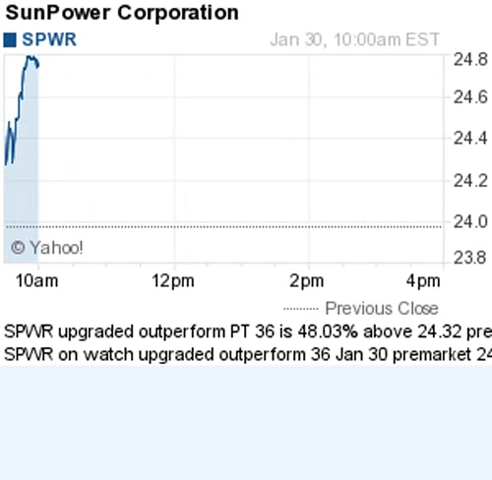 SunPower Corporation
SPWR Jan 30, 10:00am EST
24.8
24.6
24.4
24.2
24.0
23.8
© Yahoo!
10am 12pm 2pm 4pm
Previous Close
SPWR upgraded outperform PT 36 is 48.03% above 24.32 pre
SPWR on watch upgraded outperform 36 Jan 30 premarket 24